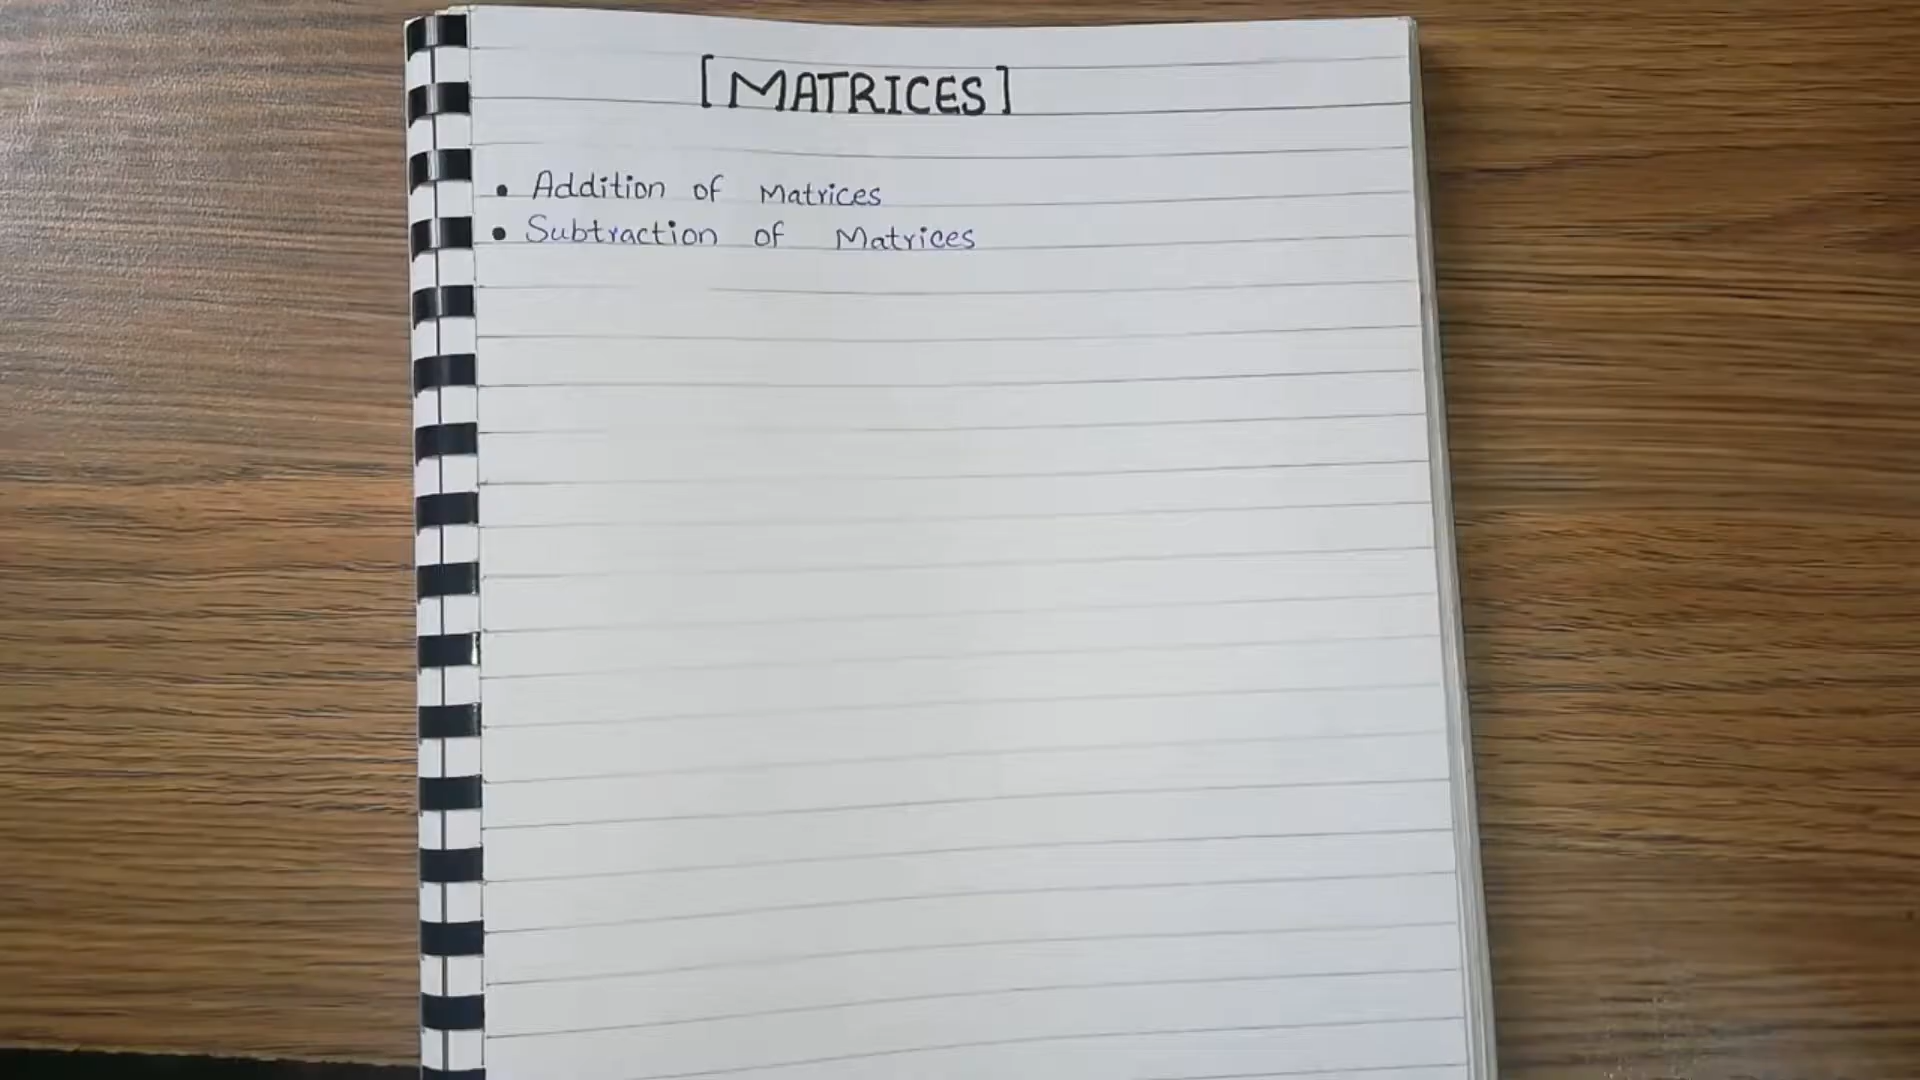 [MATRICES]
• Addition of Matrices
• Subtraction of Matrices